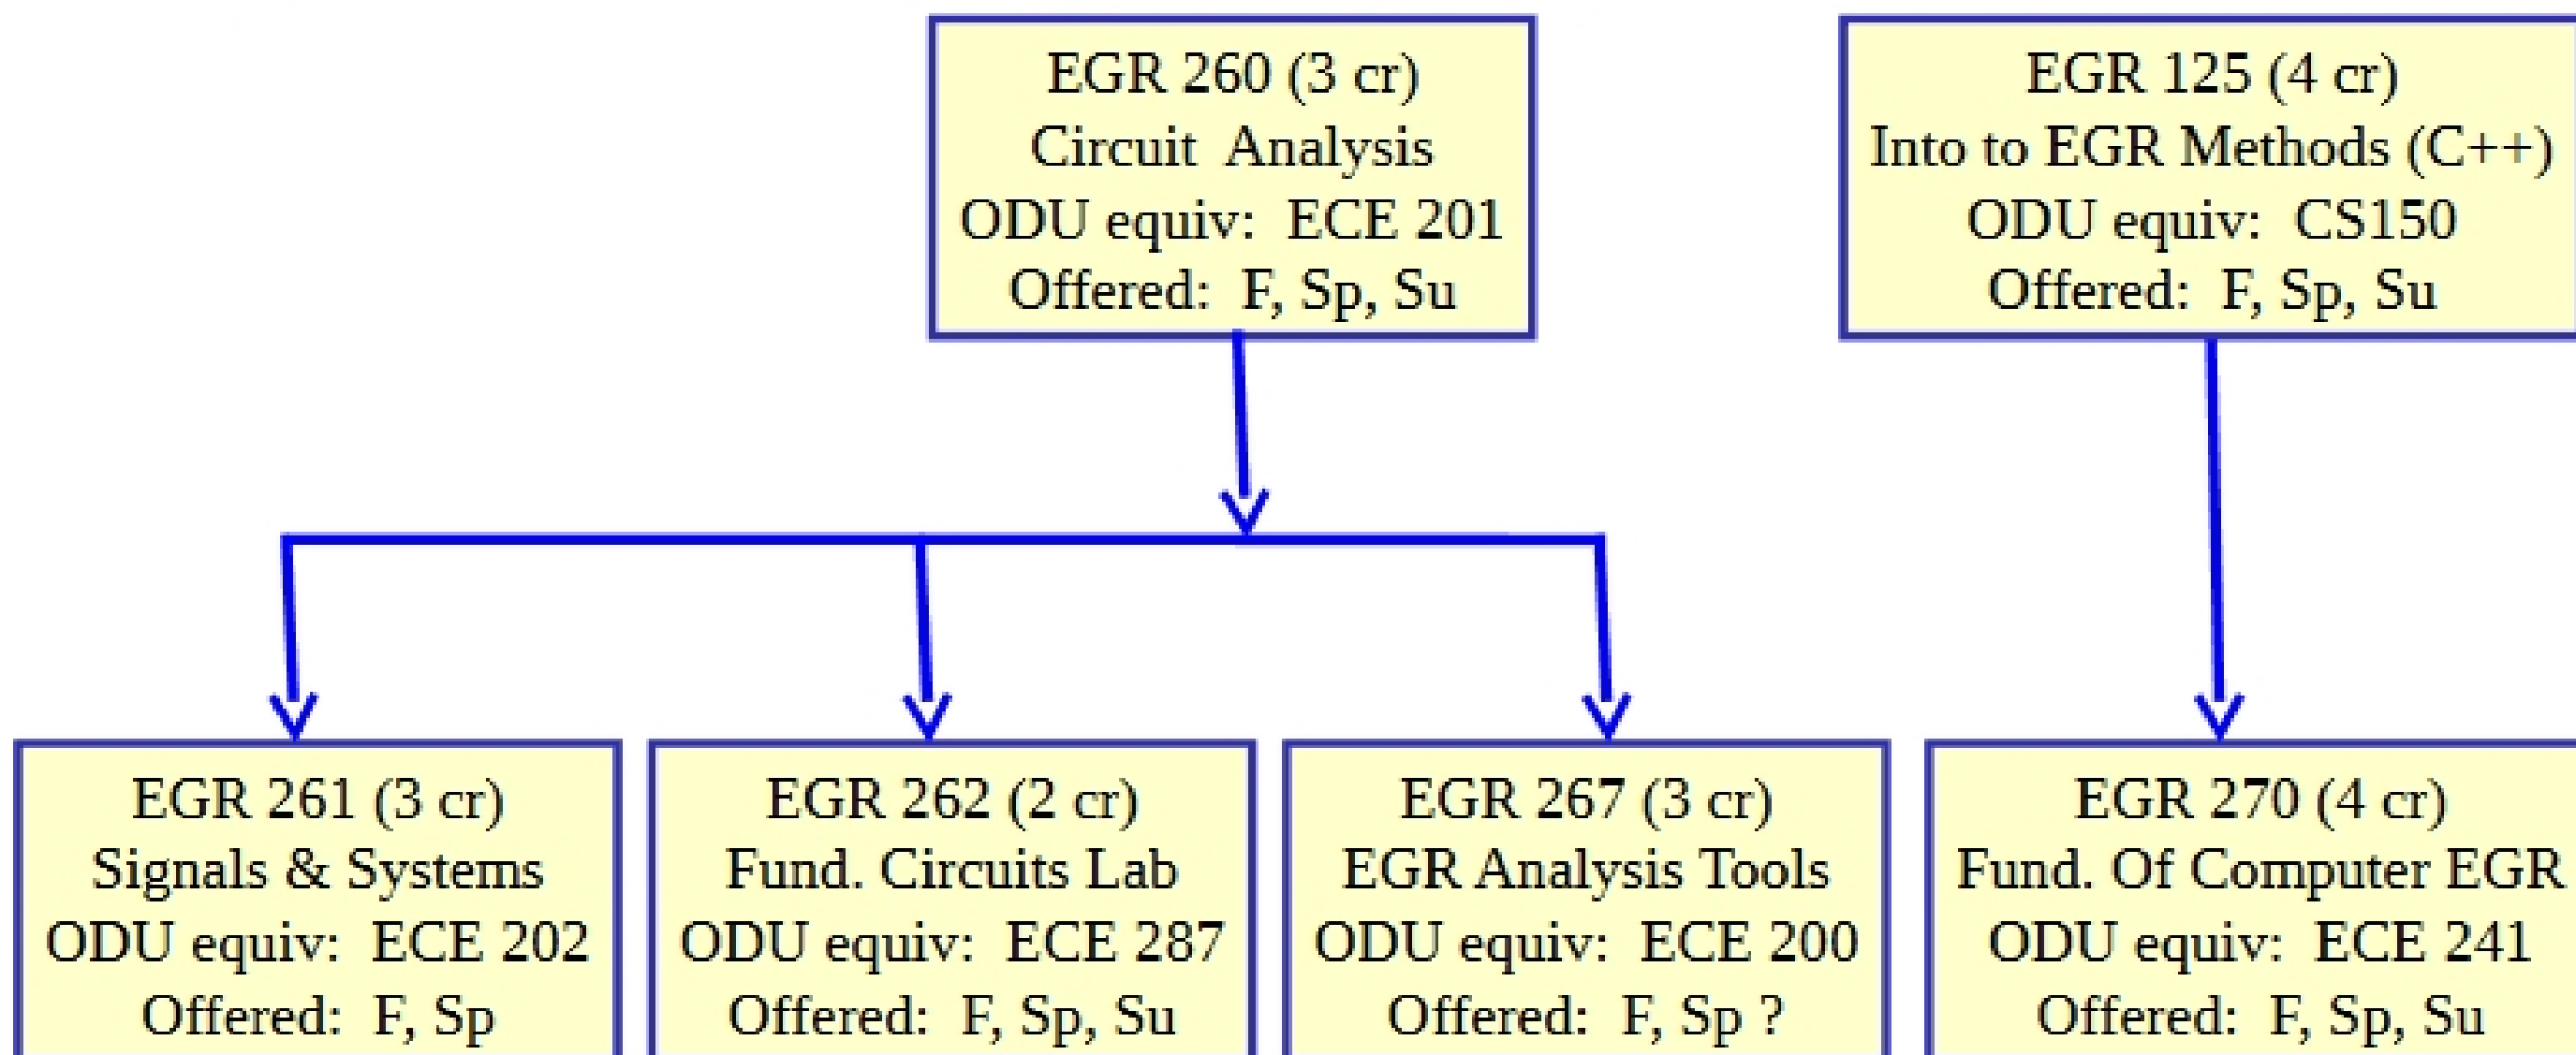 EGR 260 (3 cr)
Circuit Analysis
ODU equiv: ECE 201
Offered: F, Sp, Su
EGR 125 (4 cr)
Into to EGR Methods (C++)
ODU equiv: CS150
Offered: F, Sp, Su
EGR 261 (3 cr)
Signals & Systems
ODU equiv: ECE 202
Offered: F, Sp
EGR 262 (2 cr)
Fund. Circuits Lab
ODU equiv: ECE 287
Offered: F, Sp, Su
EGR 267 (3 cr)
EGR Analysis Tools
ODU equiv: ECE 200
Offered: F, Sp ?
EGR 270 (4 cr)
Fund. Of Computer EGR
ODU equiv: ECE 241
Offered: F, Sp, Su